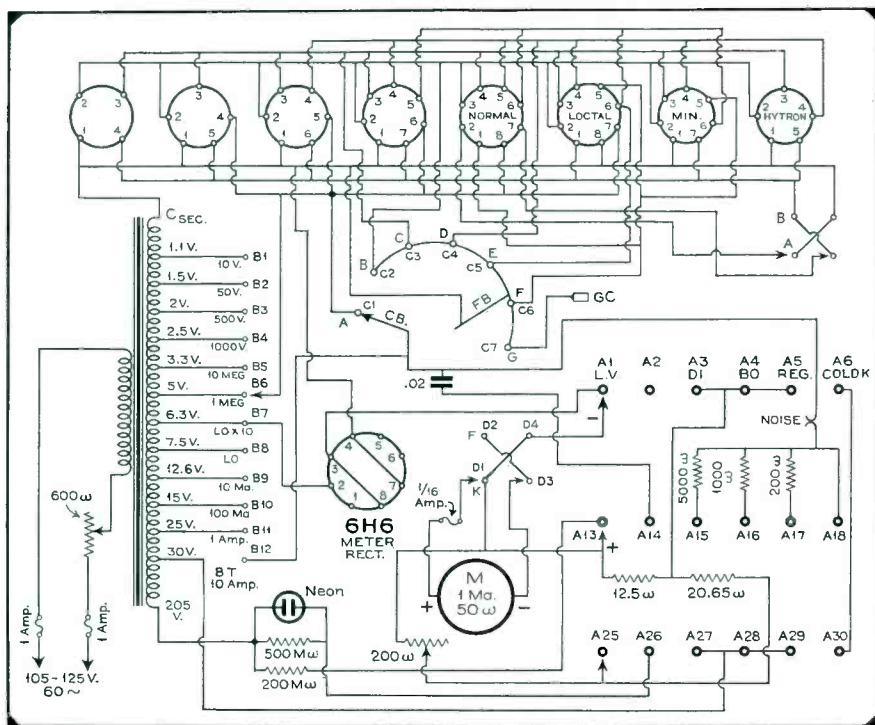 2 3 1 4
3 2 4 1 5
3 4 2 5 1 6
4 3 5 2 6 1 7
4 5 3 6 NORMAL 2 7 1 8
4 5 3 6 LOCTAL 2 7 1 8
4 3 5 MIN. 2 6 1 7
3 2 4 HYTRON 1 5
C SEC.
1.1 V.
10 V. B1
1.5 V.
50 V. B2
2 V.
500 V. B3
2.5 V.
1000 V. B4
3.3 V.
10 MEG B5
5 V.
1 MEG B6
6.3 V.
LO x 10 B7
7.5 V.
LO B8
12.6 V.
10 Ma. B9
15 V.
100 Ma B10
25 V.
1 Amp. B11
30 V.
B12
BT
10 Amp.
205 V.
600 ω
1 Amp.
1 Amp.
105-125 V.
60 ~
B C2
C C3
D C4
E C5
F C6
FB
C7 G
GC
A C1 CB.
B
A
.02
4 5 3 6 2 7 1 8
6H6
METER
RECT.
A1 A2 A3 A4 A5 A6
L.V DI BO REG. COLDK
NOISE
D2 D4
F
D1
K D3
1/16
Amp.
5000 ω
1000 ω
200 ω
A13 A14 A15 A16 A17 A18
M
1 Ma.
50 ω
+ −
12.5 ω 20.65 ω
200 ω
Neon
500 M ω
200 M ω
A25 A26 A27 A28 A29 A30